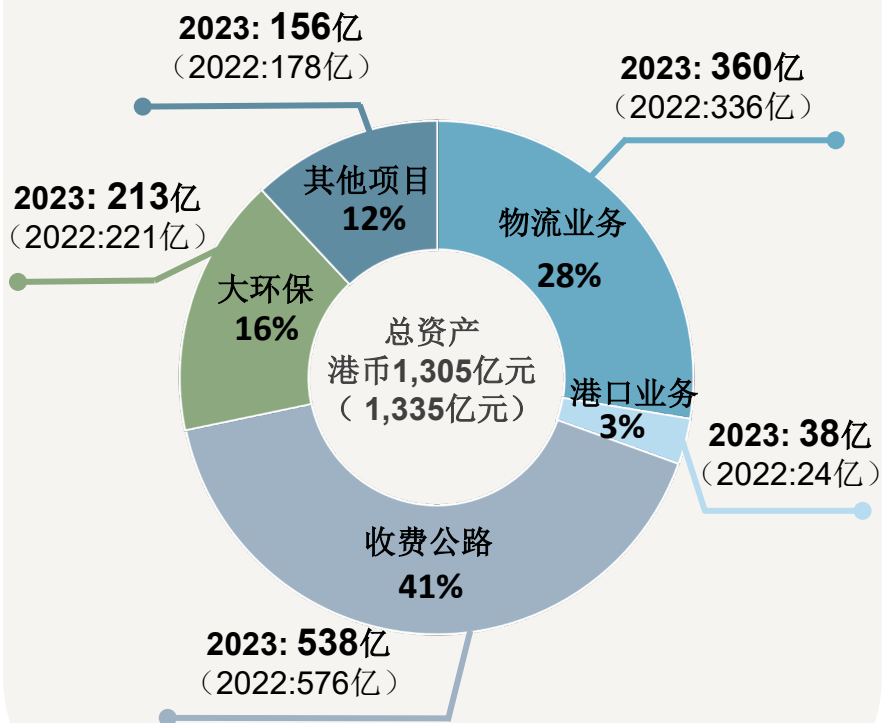 2023: 156亿
（2022:178亿）
2023: 360亿
（2022:336亿）
2023: 213亿
（2022:221亿）
其他项目
12%
物流业务
28%
大环保
16%
总资产
港币1,305亿元
（ 1,335亿元）
港口业务
3%
2023: 38亿
（2022:24亿）
收费公路
41%
2023: 538亿
（2022:576亿）